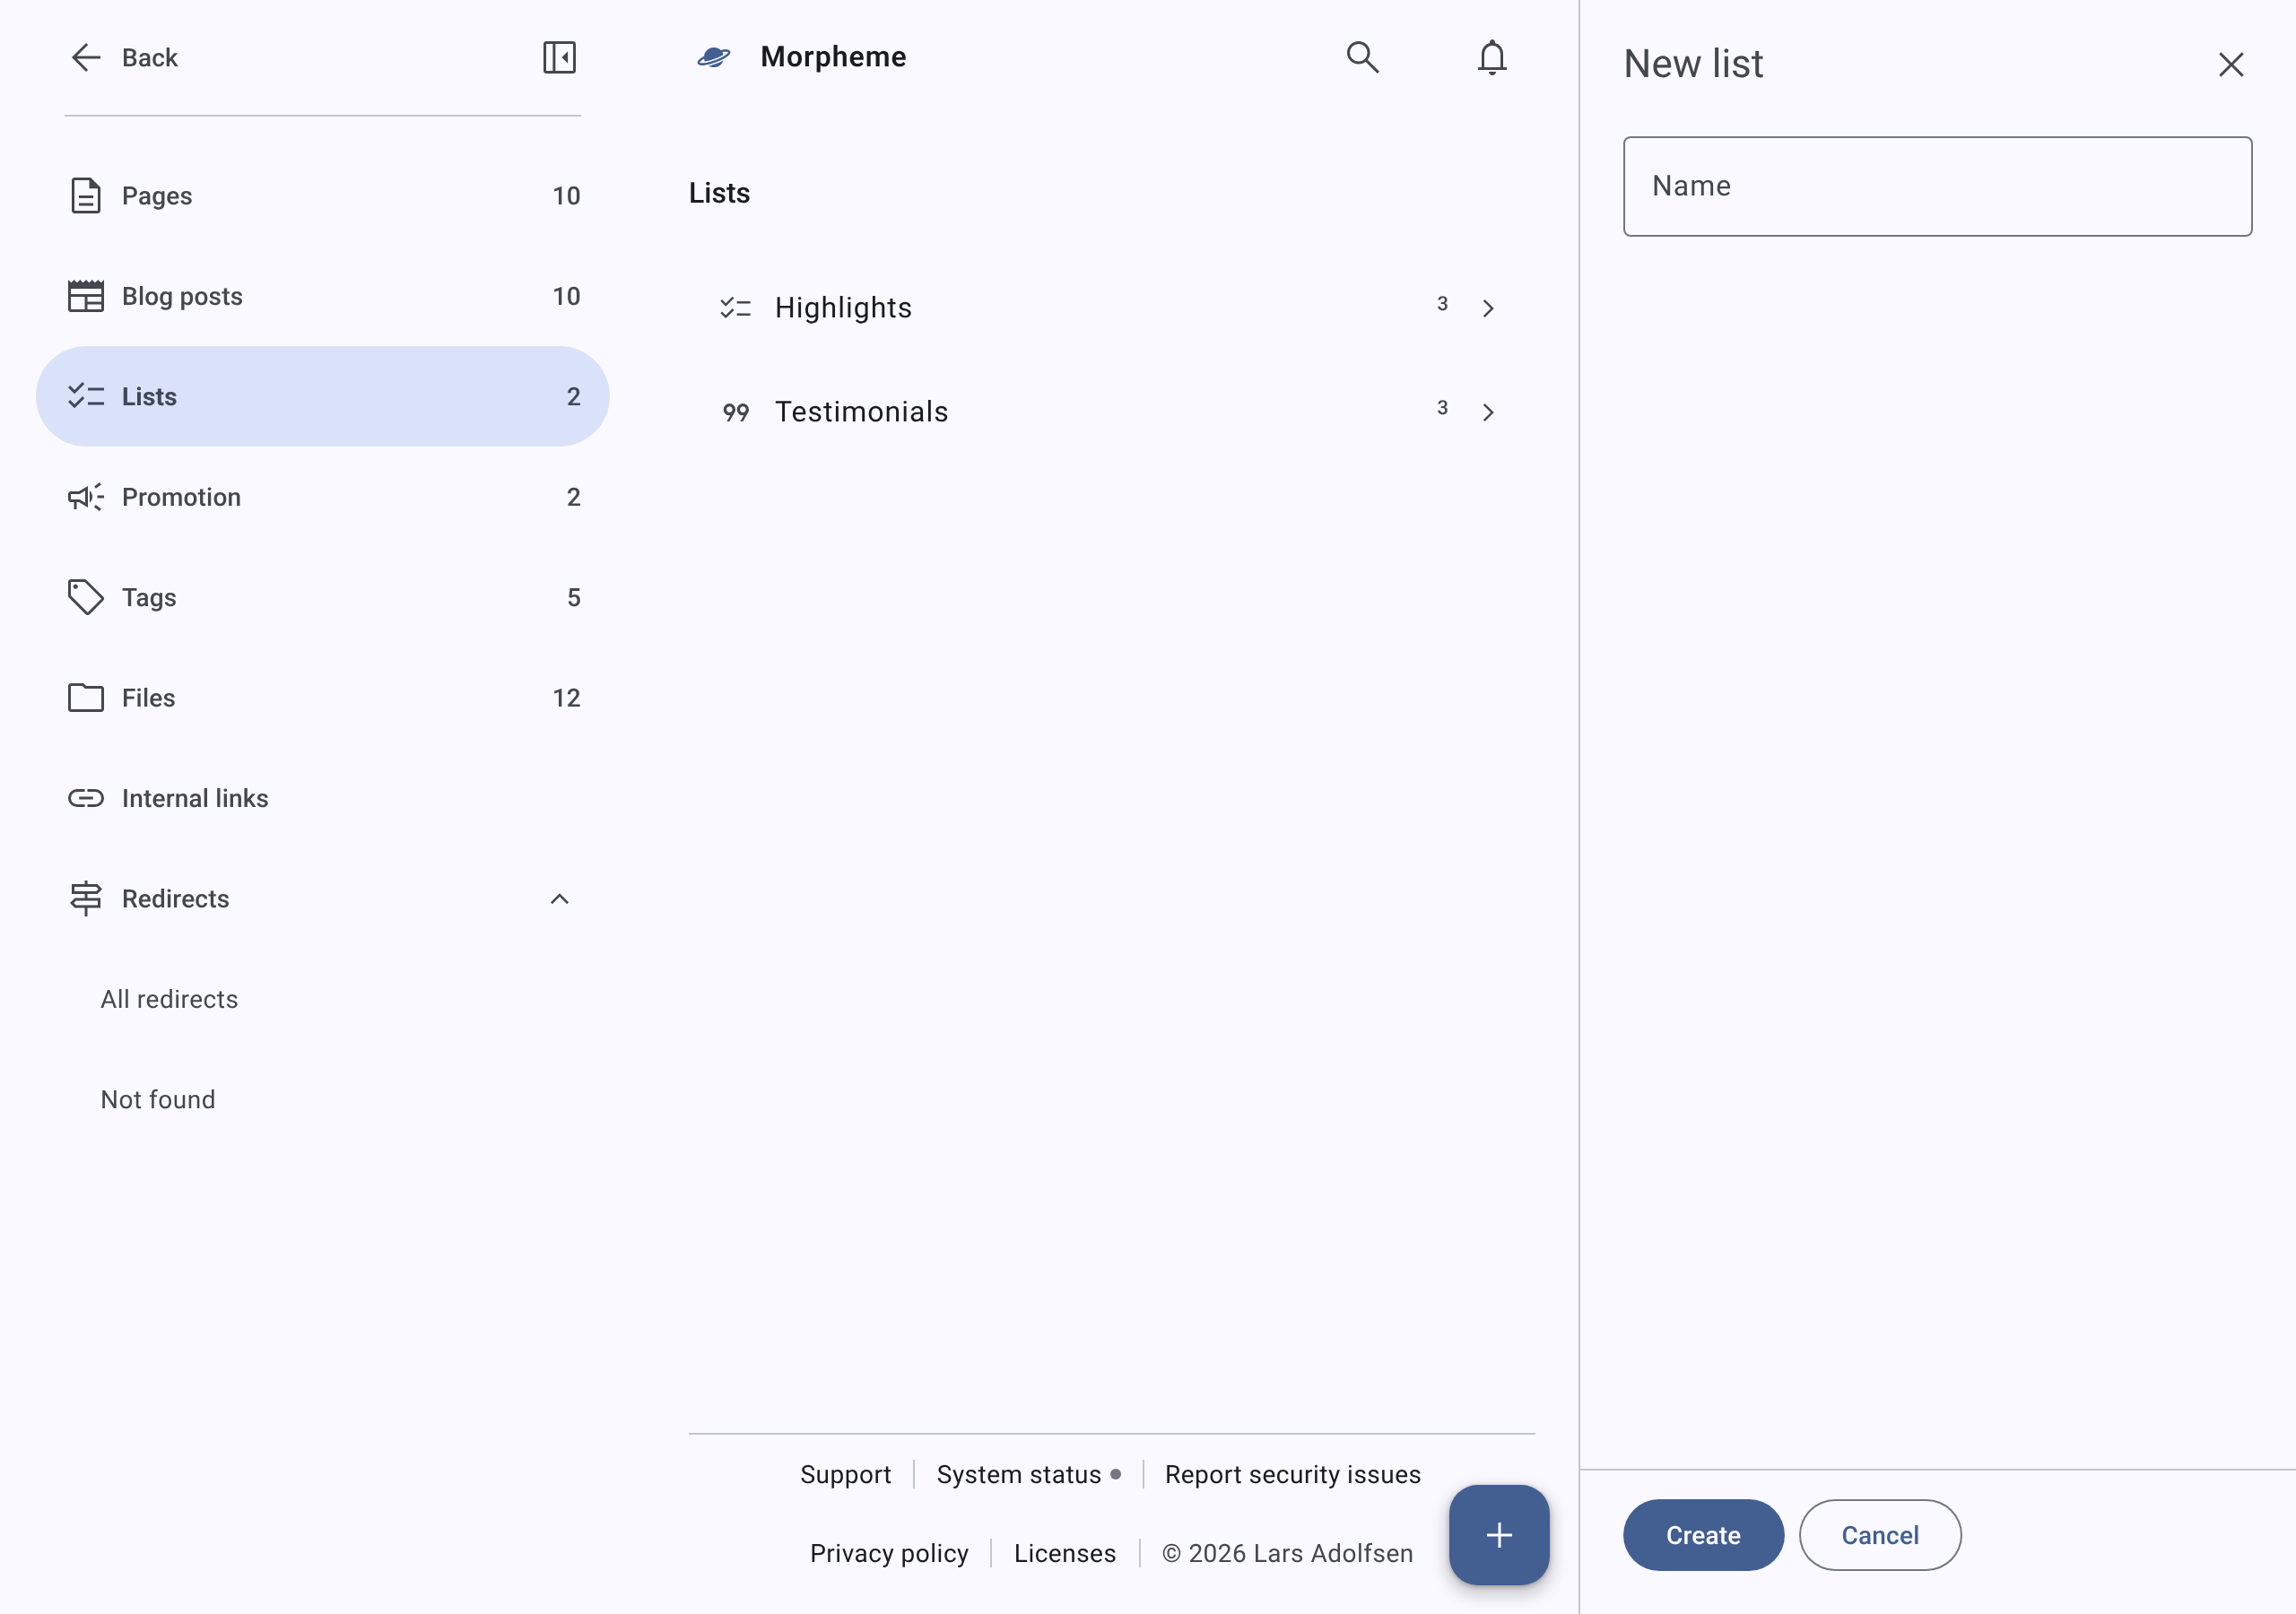 Back
Pages 10
Blog posts 10
Lists 2
Promotion 2
Tags 5
Files 12
Internal links
Redirects
All redirects
Not found
Morpheme
Lists
Highlights 3
Testimonials 3
Support
System status
Report security issues
Privacy policy
Licenses
© 2026 Lars Adolfsen
New list
Name
Create
Cancel